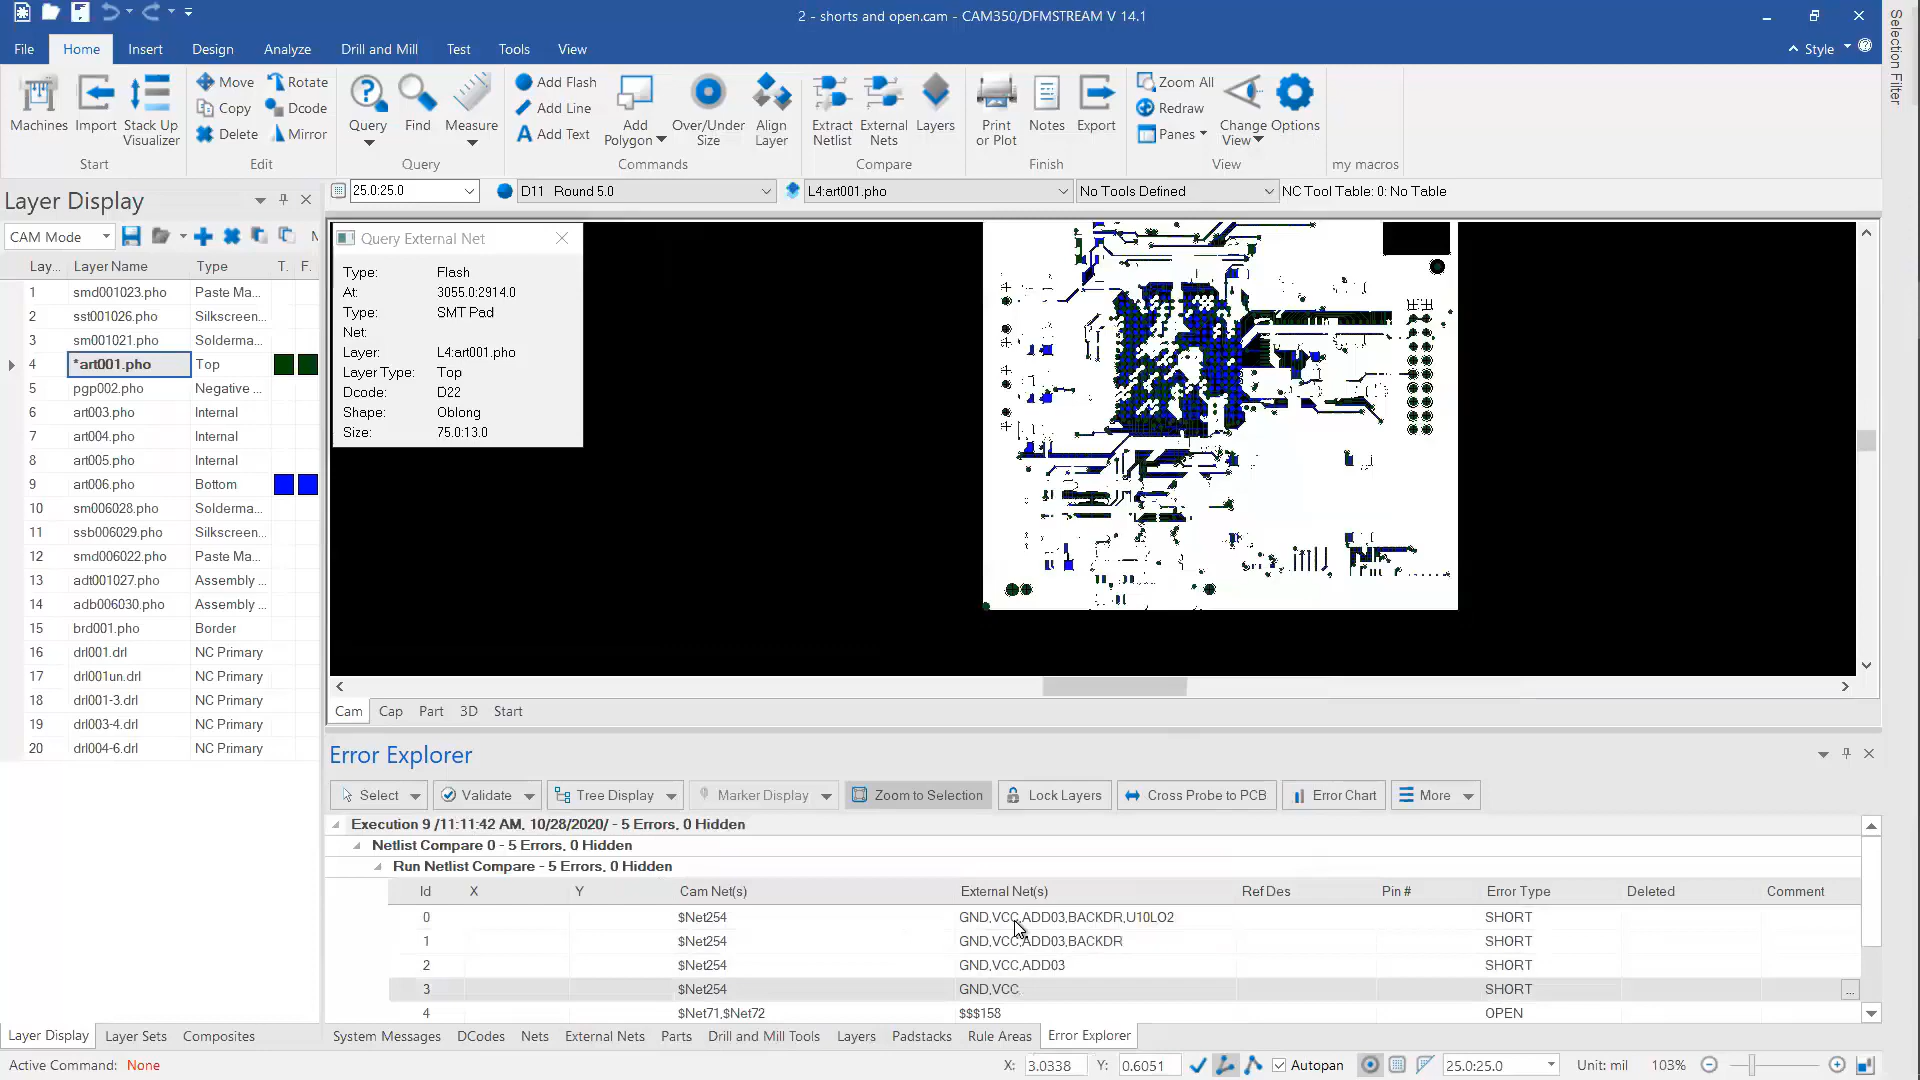 2 - shorts and open.cam - CAM350/DFMSTREAM V 14.1
File Home Insert Design Analyze Drill and Mill Test Tools View Style
Machines Import Stack Up Visualizer
Start
Move Rotate
Copy Dcode
Delete Mirror
Edit
Query Find Measure
Query
Add Flash
Add Line
Add Text
Add Polygon Over/Under Size Align Layer
Commands
Extract Netlist External Nets Layers
Compare
Print or Plot Notes Export
Finish
Zoom All
Redraw
Panes
Change View Options
View
my macros
Selection Filter
25.0:25.0 D11 Round 5.0 L4:art001.pho No Tools Defined NC Tool Table: 0: No Table
Layer Display
CAM Mode
Lay... Layer Name Type T. F.
1 smd001023.pho Paste Ma...
2 sst001026.pho Silkscreen...
3 sm001021.pho Solderma...
4 *art001.pho Top
5 pgp002.pho Negative ...
6 art003.pho Internal
7 art004.pho Internal
8 art005.pho Internal
9 art006.pho Bottom
10 sm006028.pho Solderma...
11 ssb006029.pho Silkscreen...
12 smd006022.pho Paste Ma...
13 adt001027.pho Assembly ...
14 adb006030.pho Assembly ...
15 brd001.pho Border
16 drl001.drl NC Primary
17 drl001un.drl NC Primary
18 drl001-3.drl NC Primary
19 drl003-4.drl NC Primary
20 drl004-6.drl NC Primary
Layer Display Layer Sets Composites
Query External Net
Type: Flash
At: 3055.0:2914.0
Type: SMT Pad
Net:
Layer: L4:art001.pho
Layer Type: Top
Dcode: D22
Shape: Oblong
Size: 75.0:13.0
Cam Cap Part 3D Start
Error Explorer
Select Validate Tree Display Marker Display Zoom to Selection Lock Layers Cross Probe to PCB Error Chart More
Execution 9 /11:11:42 AM, 10/28/2020/ - 5 Errors, 0 Hidden
Netlist Compare 0 - 5 Errors, 0 Hidden
Run Netlist Compare - 5 Errors, 0 Hidden
Id X Y Cam Net(s) External Net(s) Ref Des Pin # Error Type Deleted Comment
0 $Net254 GND,VCC,ADD03,BACKDR,U10LO2 SHORT
1 $Net254 GND,VCC,ADD03,BACKDR SHORT
2 $Net254 GND,VCC,ADD03 SHORT
3 $Net254 GND,VCC SHORT ...
4 $Net71,$Net72 $$$158 OPEN
System Messages DCodes Nets External Nets Parts Drill and Mill Tools Layers Padstacks Rule Areas Error Explorer
Active Command: None X: 3.0338 Y: 0.6051 Autopan 25.0:25.0 Unit: mil 103%